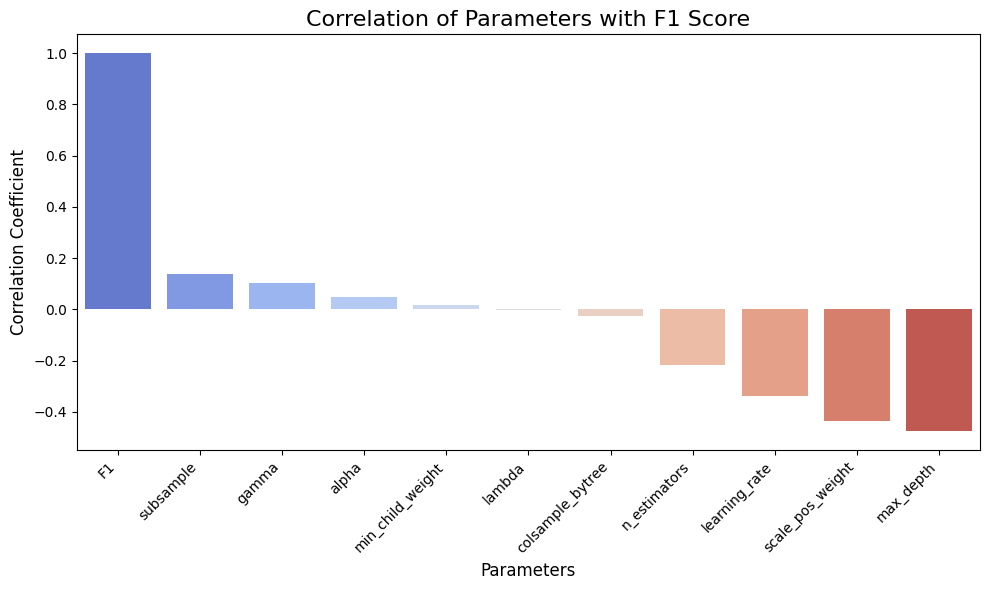 Correlation of Parameters with F1 Score
Correlation Coefficient
1.0
0.8
0.6
0.4
0.2
0.0
−0.2
−0.4
F1
subsample
gamma
alpha
min_child_weight
lambda
colsample_bytree
n_estimators
learning_rate
scale_pos_weight
max_depth
Parameters